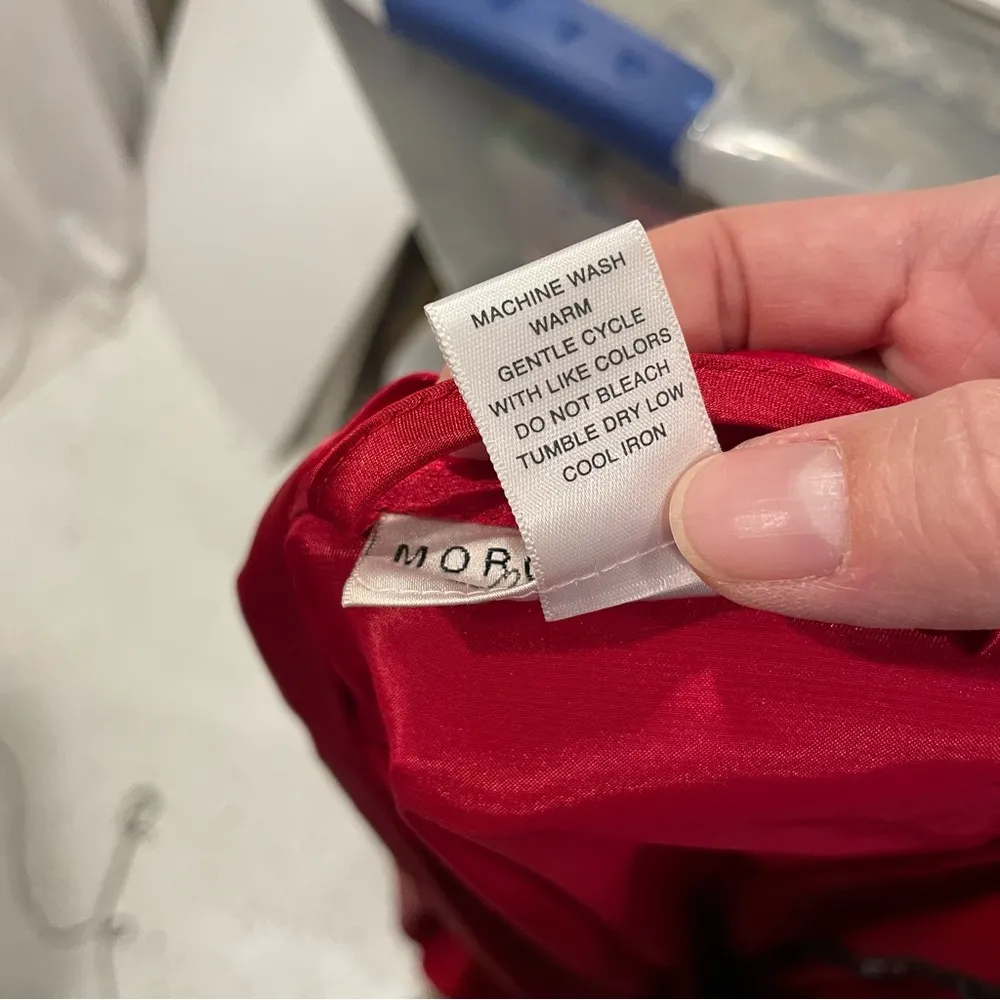 MACHINE WASH
WARM
GENTLE CYCLE
WITH LIKE COLORS
DO NOT BLEACH
TUMBLE DRY LOW
COOL IRON